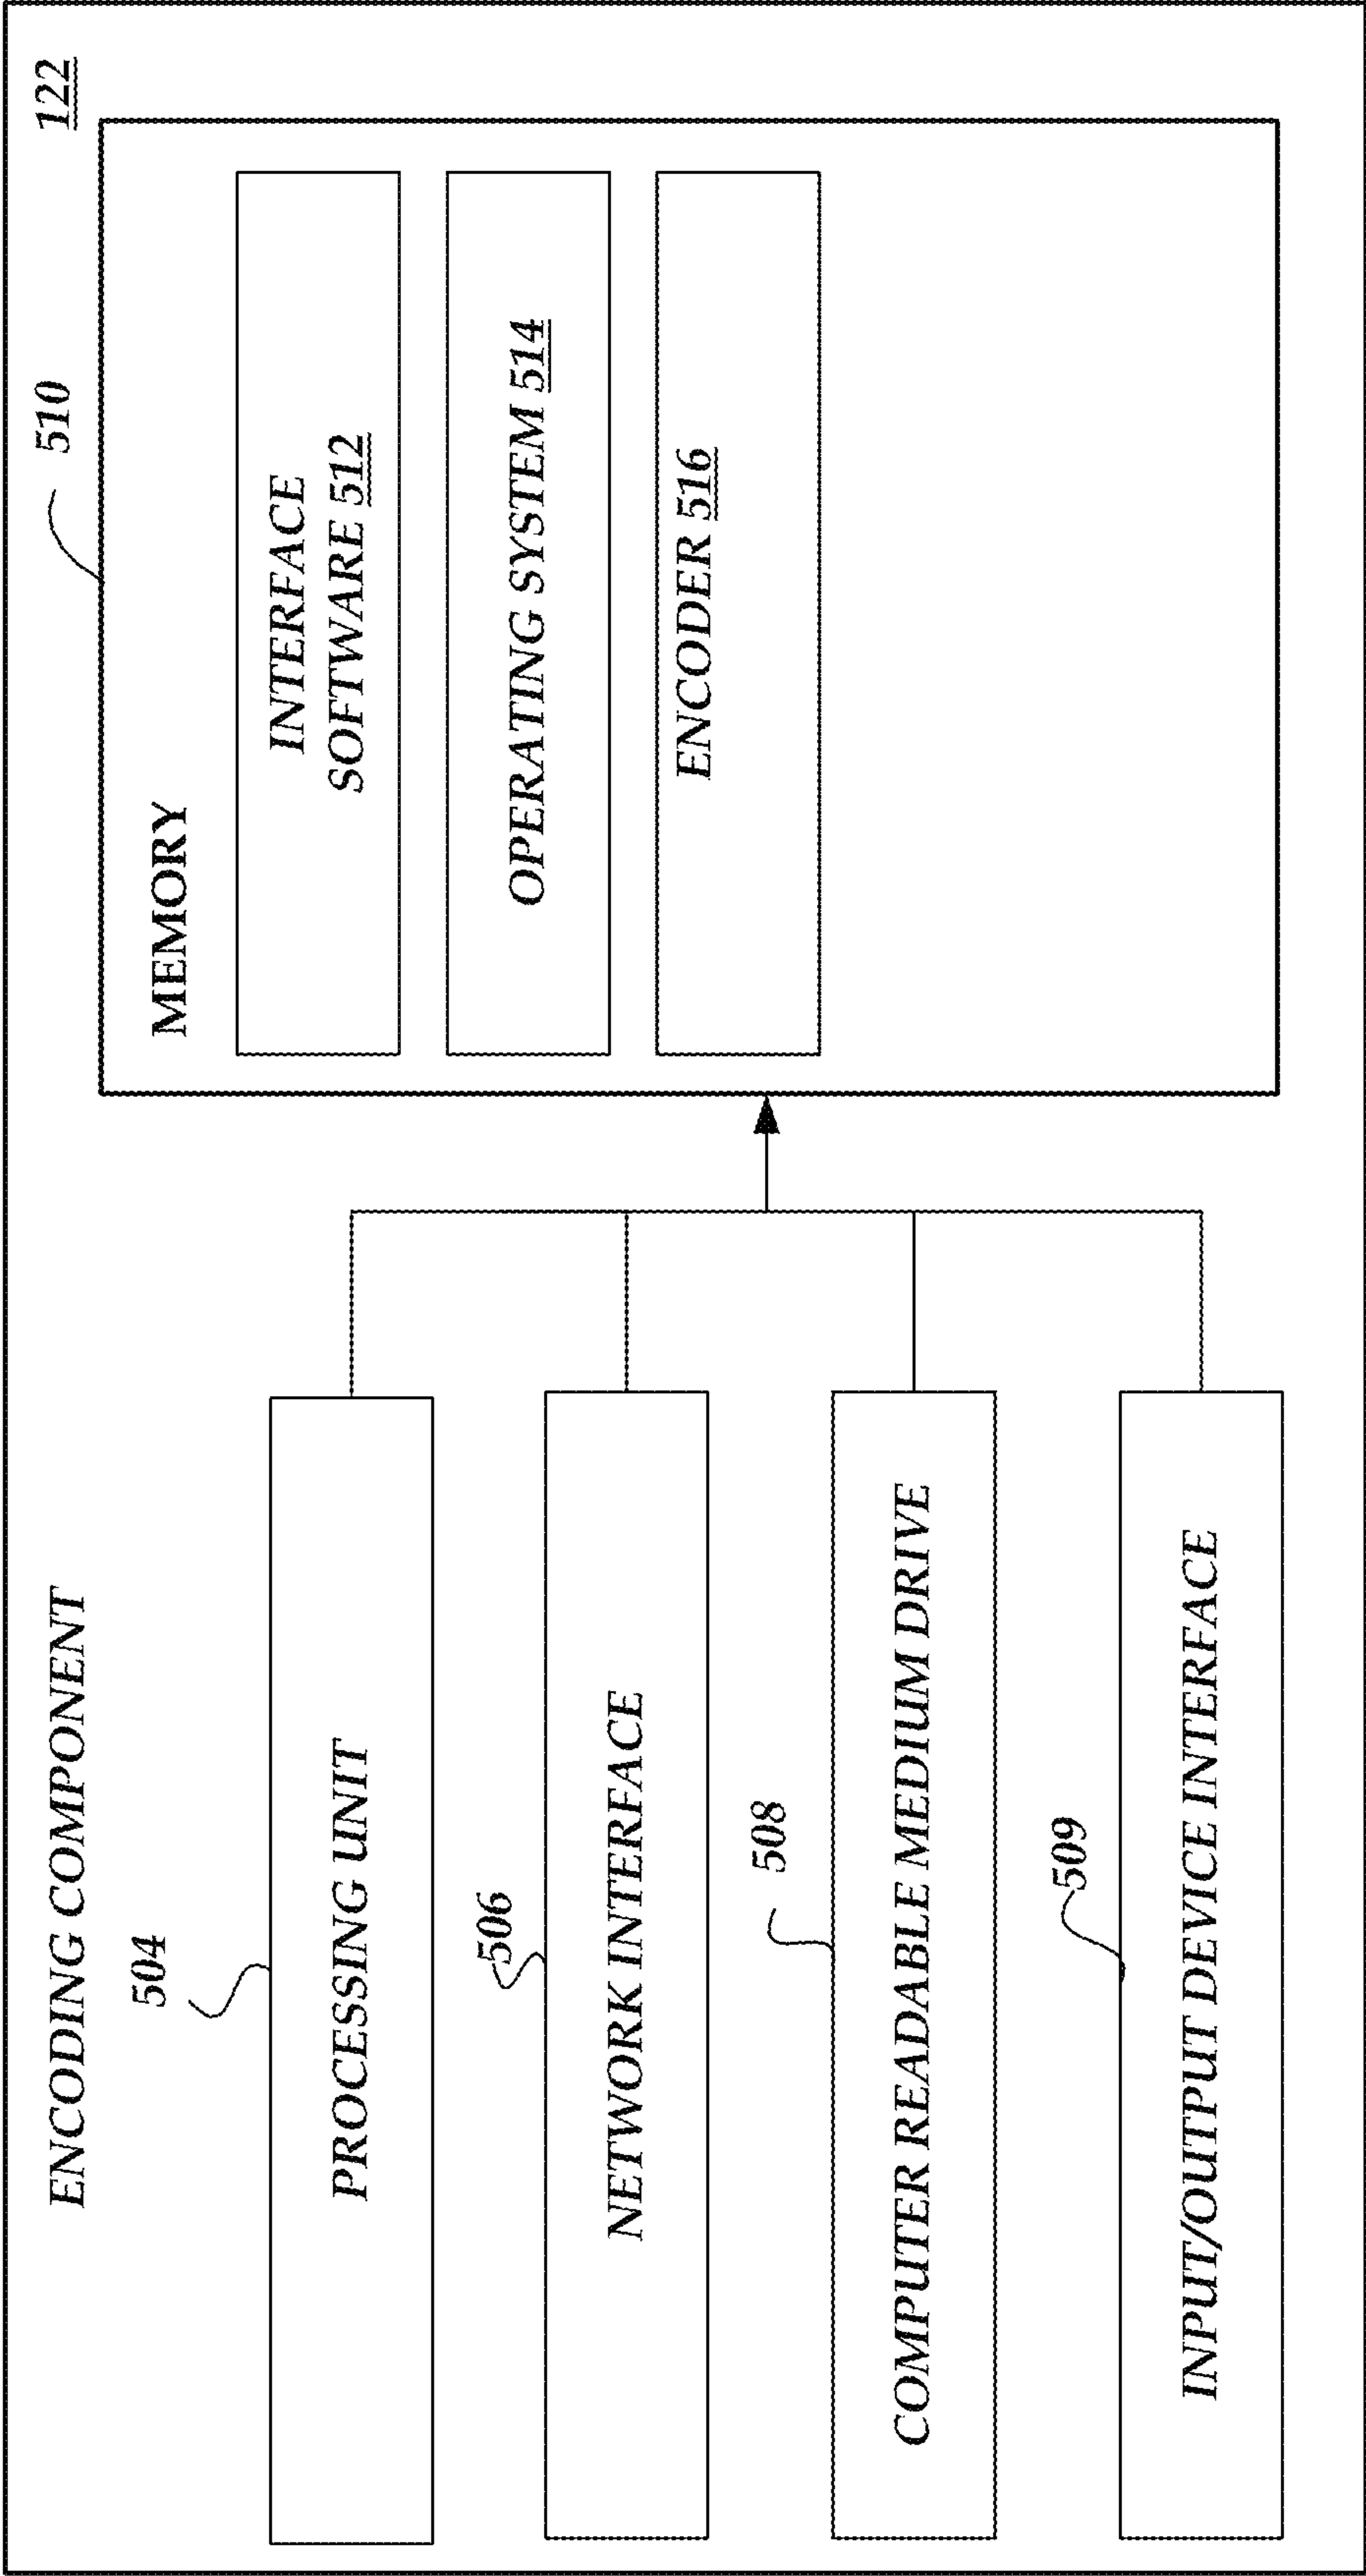 ENCODING COMPONENT
122
504
PROCESSING UNIT
506
NETWORK INTERFACE
508
COMPUTER READABLE MEDIUM DRIVE
509
INPUT/OUTPUT DEVICE INTERFACE
510
MEMORY
INTERFACE
SOFTWARE 512
OPERATING SYSTEM 514
ENCODER 516